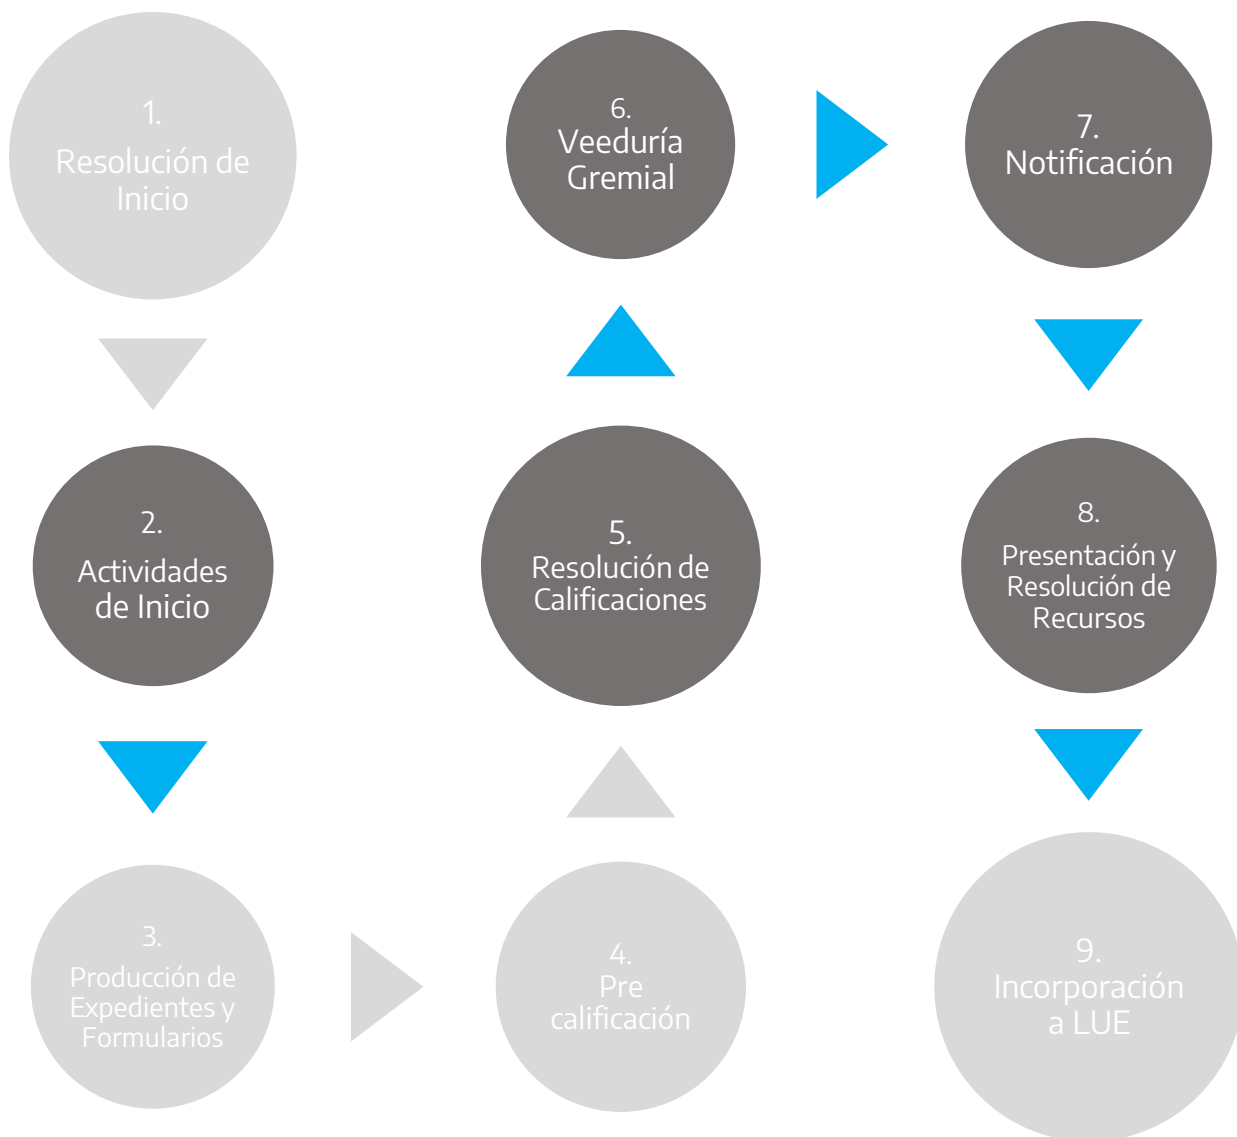 1.
Resolución de
Inicio
2.
Actividades
de Inicio
3.
Producción de
Expedientes y
Formularios
4.
Pre
calificación
5.
Resolución de
Calificaciones
6.
Veeduría
Gremial
7.
Notificación
8.
Presentación y
Resolución de
Recursos
9.
Incorporación
a LUE